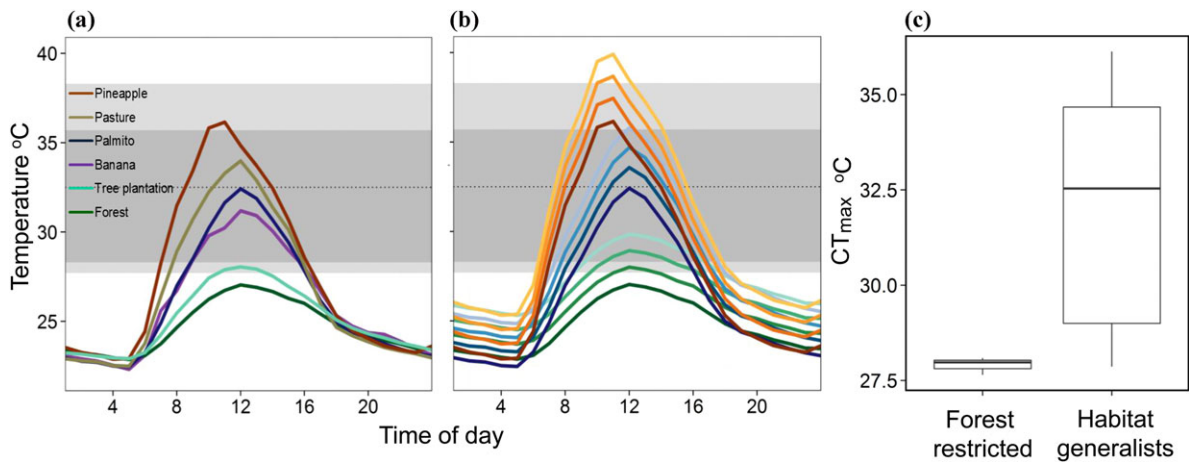 (a)
Temperature ºC
40
35
30
25
Pineapple
Pasture
Palmito
Banana
Tree plantation
Forest
4
8
12
16
20
(b)
4
8
12
16
20
Time of day
(c)
CTmax ºC
35.0
32.5
30.0
27.5
Forest
restricted
Habitat
generalists